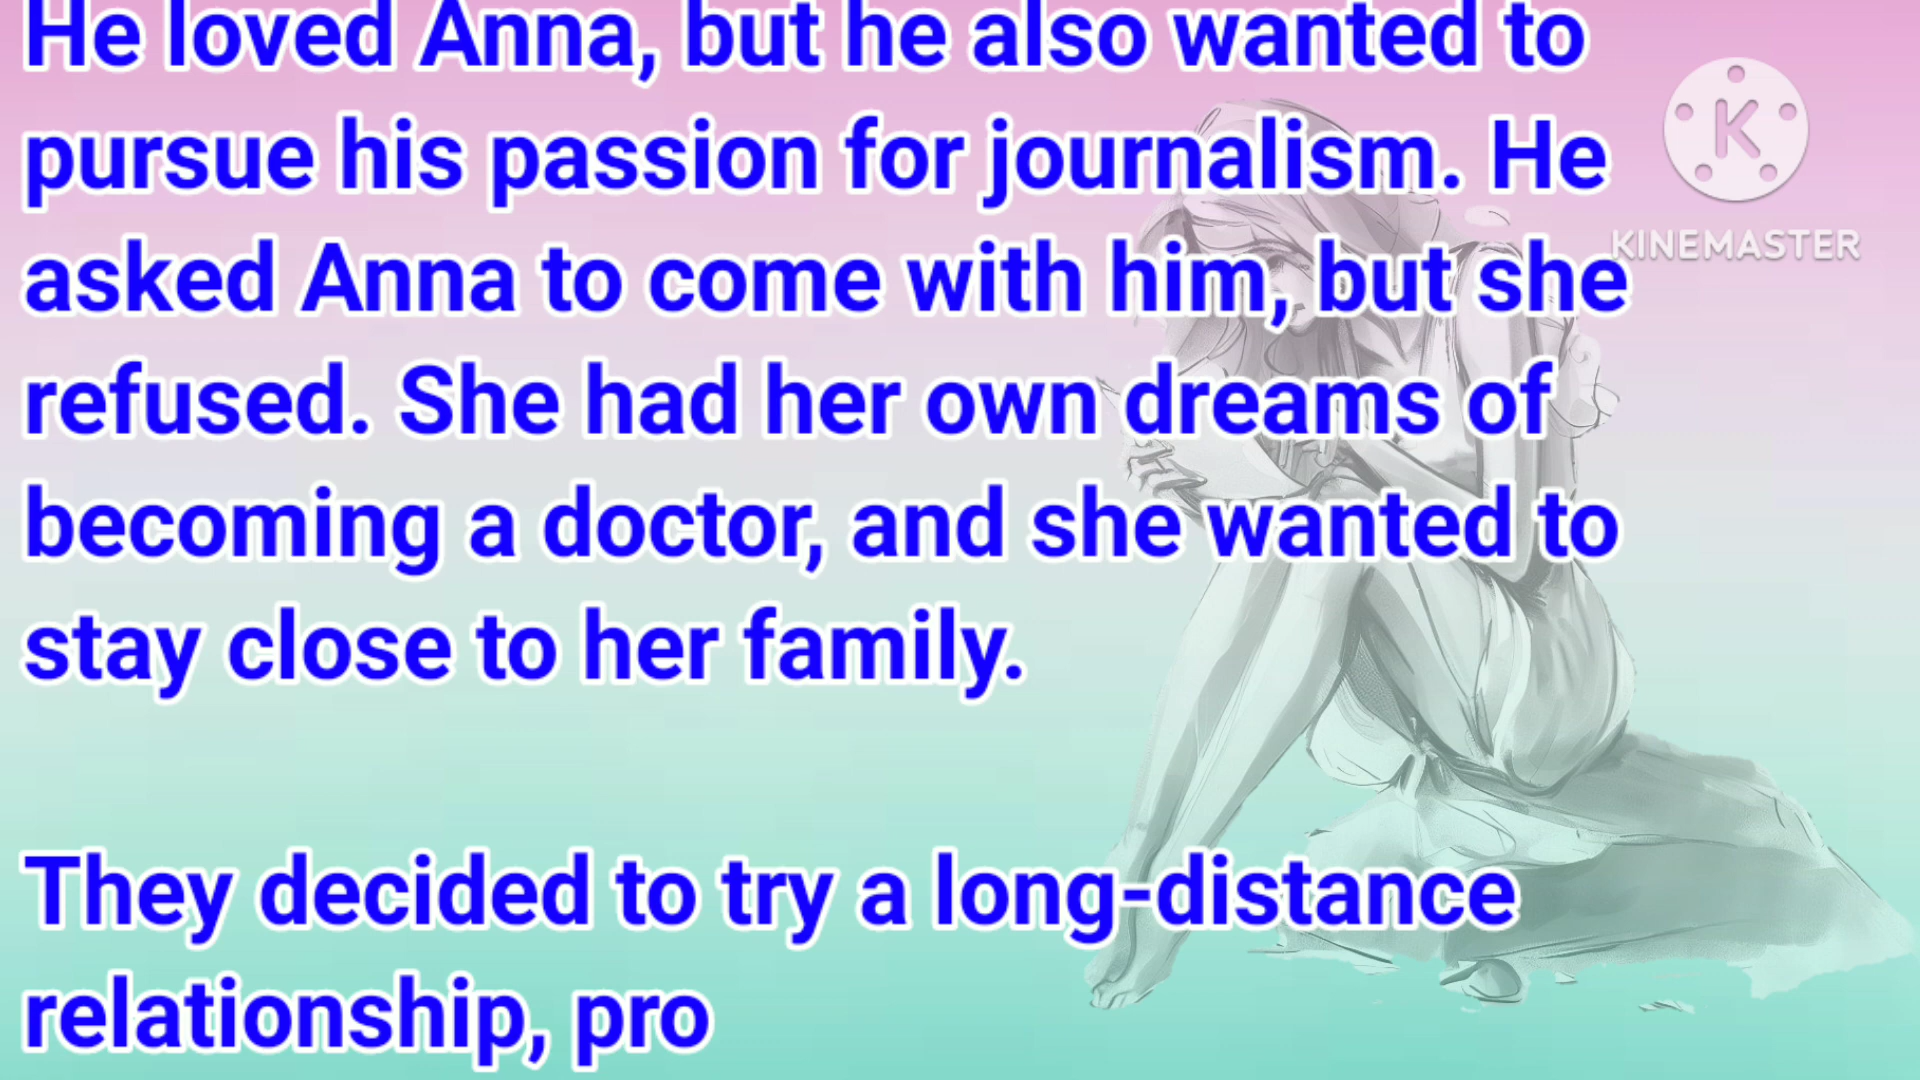 He loved Anna, but he also wanted to
pursue his passion for journalism. He
asked Anna to come with him, but she
refused. She had her own dreams of
becoming a doctor, and she wanted to
stay close to her family.
They decided to try a long-distance
relationship, pro
K
KINEMASTER